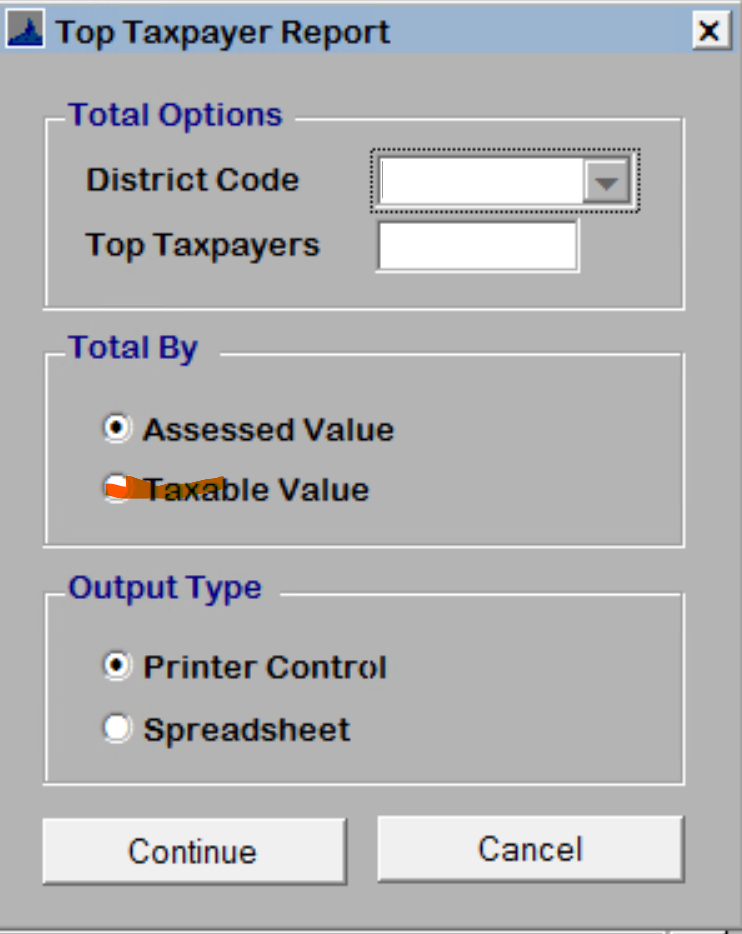 Top Taxpayer Report
Total Options
District Code
Top Taxpayers
Total By
Assessed Value
Taxable Value
Output Type
Printer Control
Spreadsheet
Continue Cancel